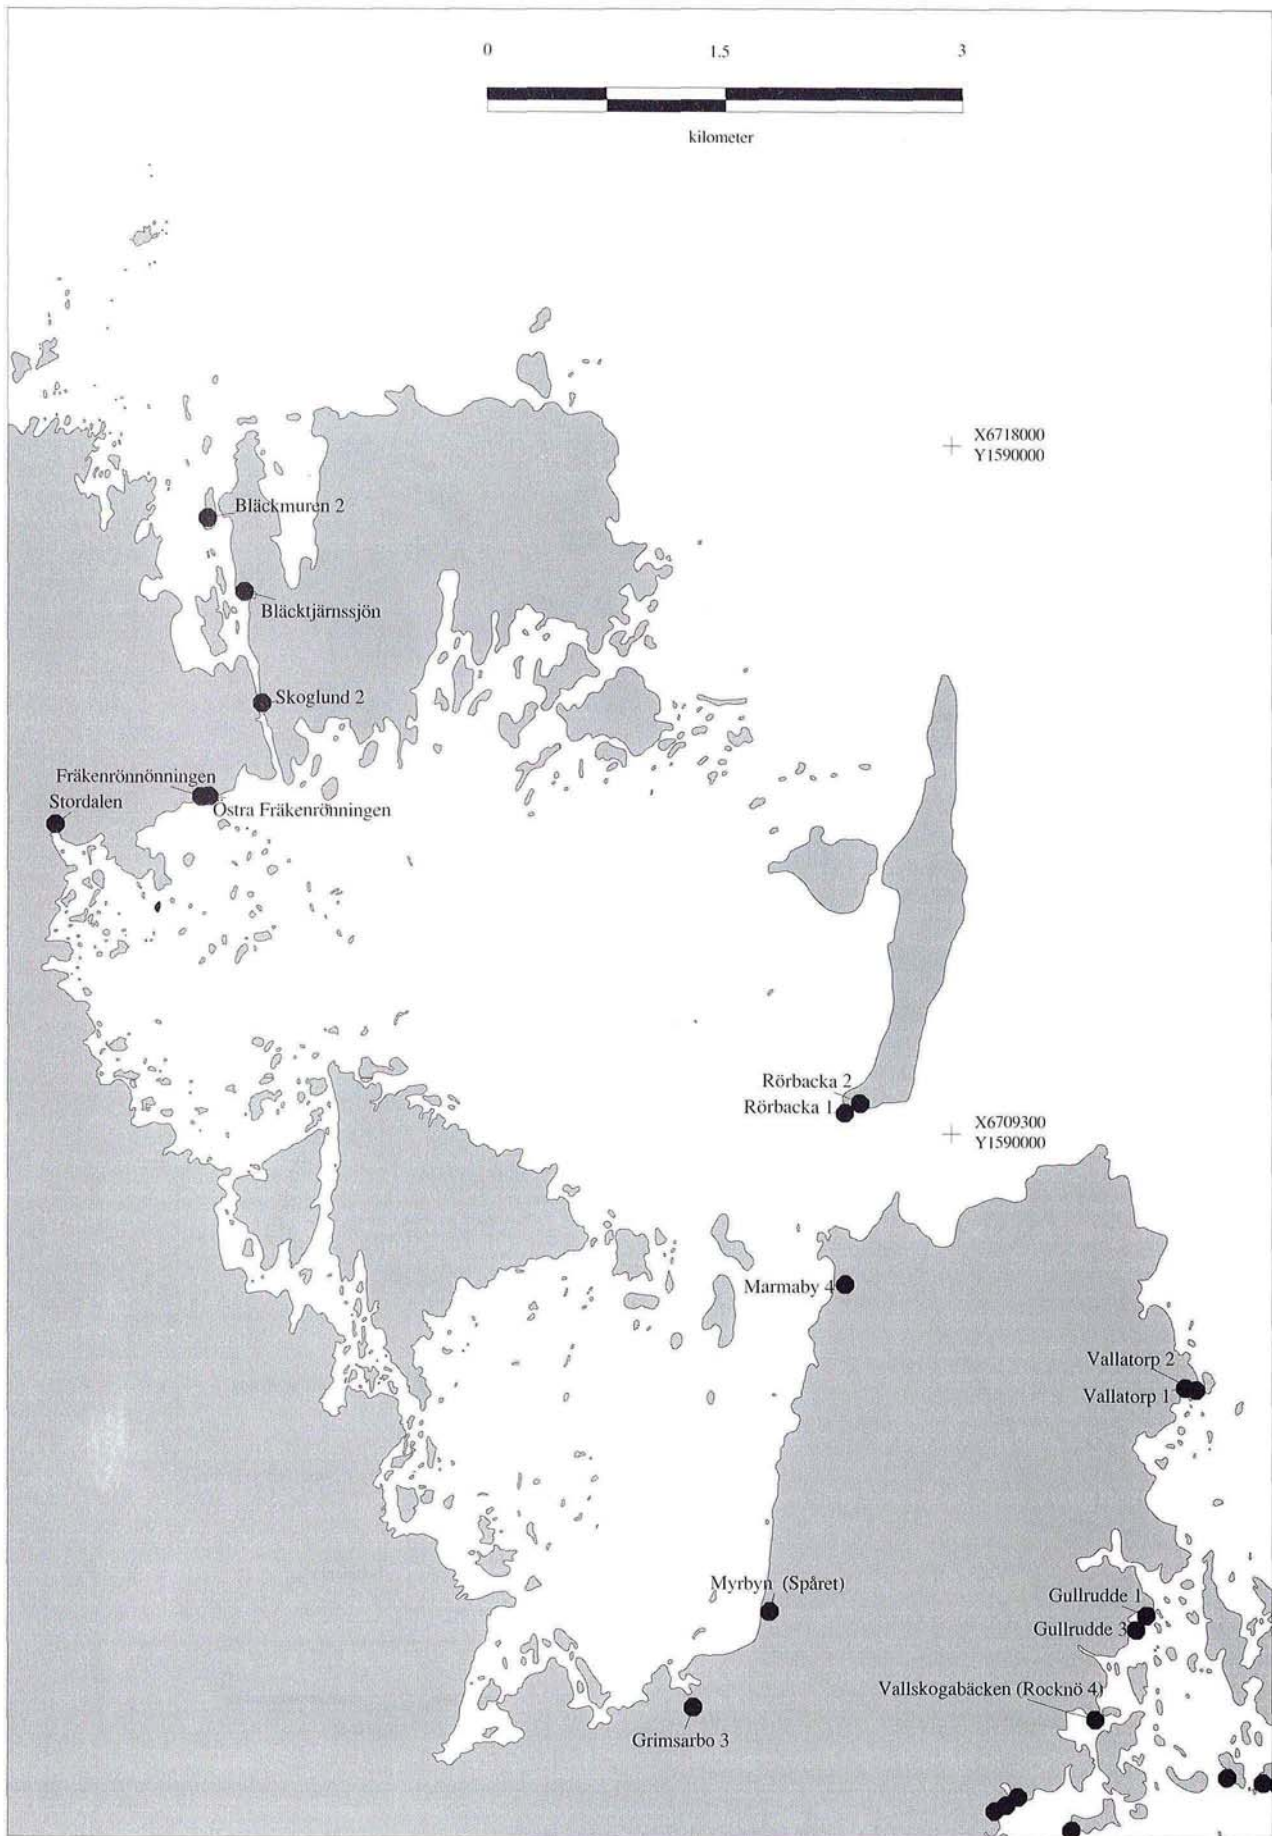 0 1.5 3
kilometer
X6718000
Y1590000
Bläckmuren 2
Bläcktjärnssjön
Skoglund 2
Fräkenrönnönningen
Stordalen
Östra Fräkenrönningen
Rörbacka 2
Rörbacka 1
X6709300
Y1590000
Marmaby 4
Vallatorp 2
Vallatorp 1
Myrbyn (Spåret)
Gullrudde 1
Gullrudde 3
Vallskogabäcken (Rocknö 4)
Grimsarbo 3